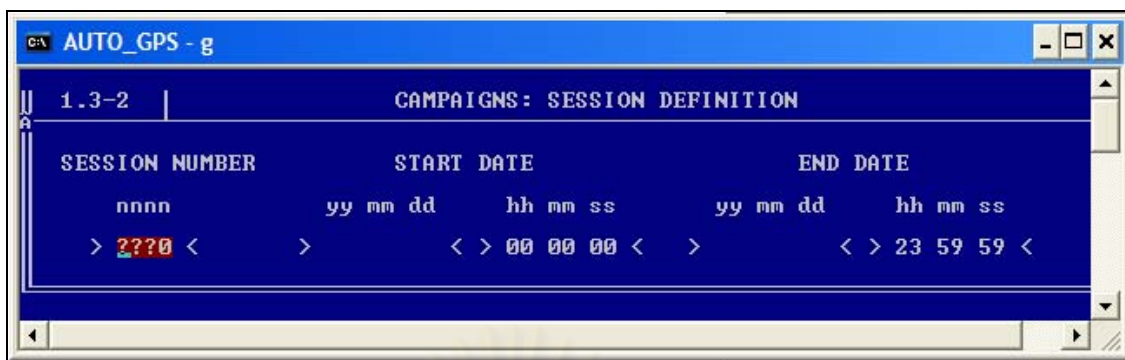 AUTO_GPS - g
1.3-2 CAMPAIGNS: SESSION DEFINITION
SESSION NUMBER START DATE END DATE
nnnn yy mm dd hh mm ss yy mm dd hh mm ss
> ???0 < > < > 00 00 00 < > < > 23 59 59 <